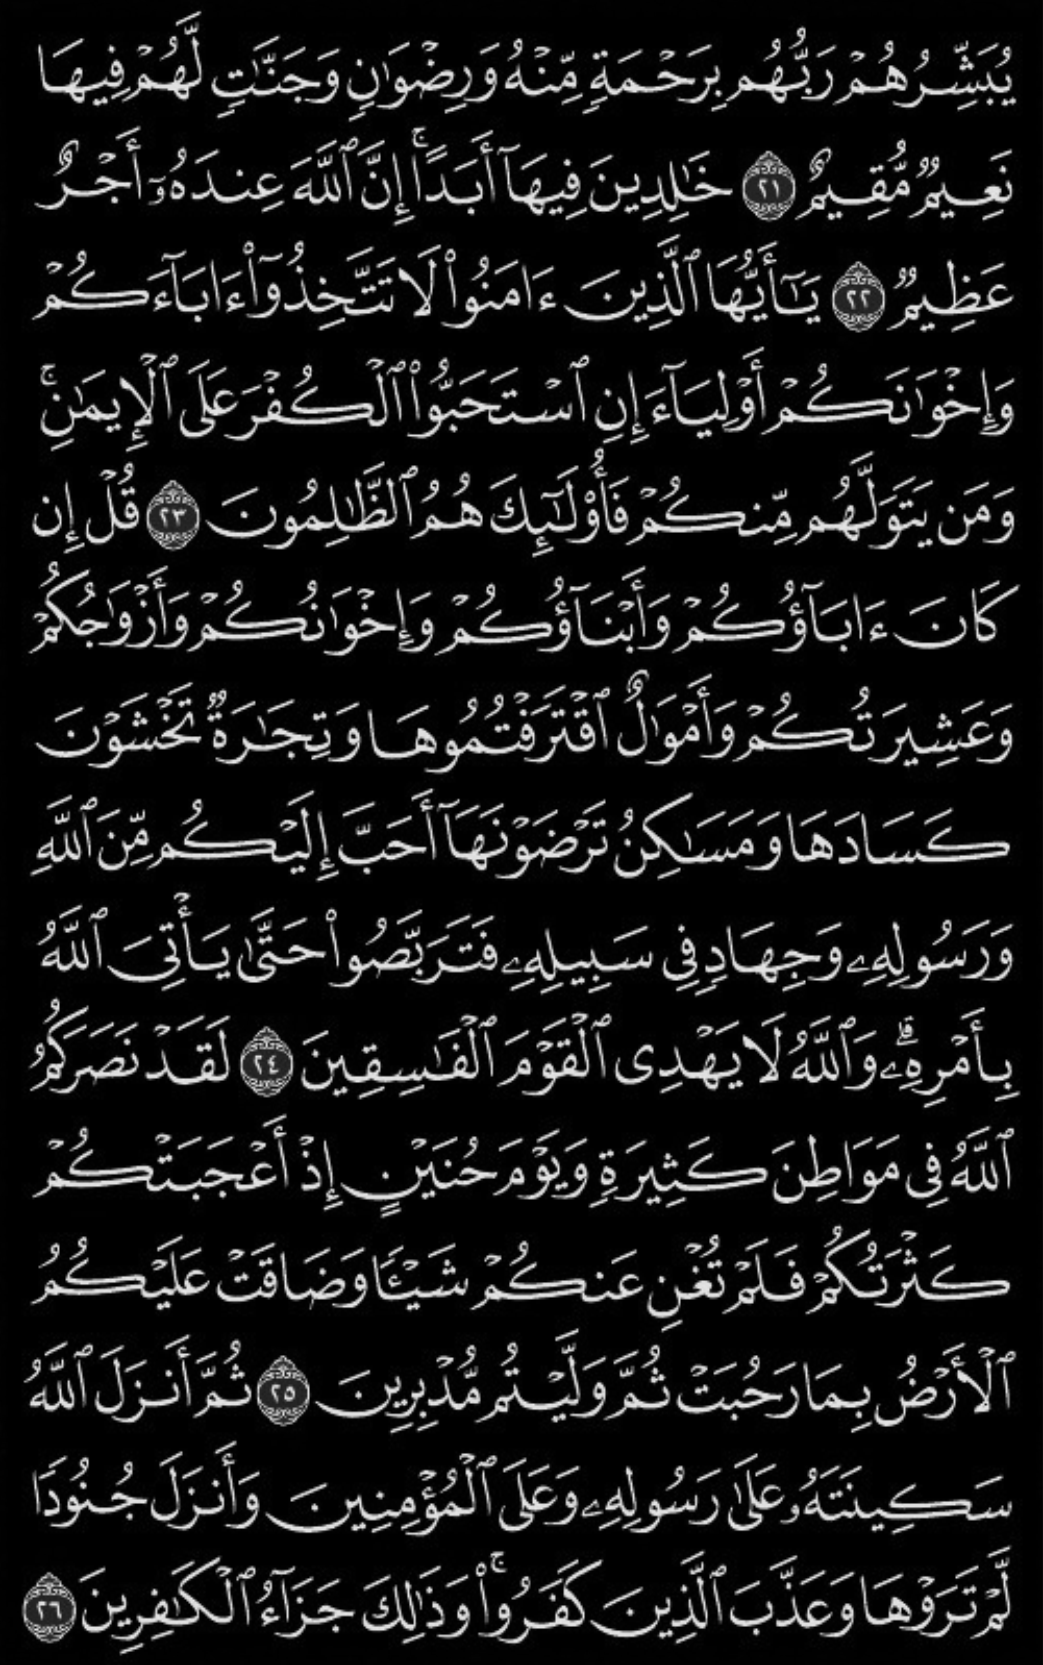 يُبَشِّرُهُمْ رَبُّهُم بِرَحْمَةٍ مِّنْهُ وَرِضْوَٰنٍ وَجَنَّٰتٍ لَّهُمْ فِيهَا
نَعِيمٌ مُّقِيمٌ ٢١ خَٰلِدِينَ فِيهَآ أَبَدًا ۚ إِنَّ ٱللَّهَ عِندَهُۥٓ أَجْرٌ
عَظِيمٌ ٢٢ يَٰٓأَيُّهَا ٱلَّذِينَ ءَامَنُوا۟ لَا تَتَّخِذُوٓا۟ ءَابَآءَكُمْ
وَإِخْوَٰنَكُمْ أَوْلِيَآءَ إِنِ ٱسْتَحَبُّوا۟ ٱلْكُفْرَ عَلَى ٱلْإِيمَٰنِ ۚ
وَمَن يَتَوَلَّهُم مِّنكُمْ فَأُو۟لَٰٓئِكَ هُمُ ٱلظَّٰلِمُونَ ٢٣ قُلْ إِن
كَانَ ءَابَآؤُكُمْ وَأَبْنَآؤُكُمْ وَإِخْوَٰنُكُمْ وَأَزْوَٰجُكُمْ
وَعَشِيرَتُكُمْ وَأَمْوَٰلٌ ٱقْتَرَفْتُمُوهَا وَتِجَٰرَةٌ تَخْشَوْنَ
كَسَادَهَا وَمَسَٰكِنُ تَرْضَوْنَهَآ أَحَبَّ إِلَيْكُم مِّنَ ٱللَّهِ
وَرَسُولِهِۦ وَجِهَادٍ فِى سَبِيلِهِۦ فَتَرَبَّصُوا۟ حَتَّىٰ يَأْتِىَ ٱللَّهُ
بِأَمْرِهِۦ ۗ وَٱللَّهُ لَا يَهْدِى ٱلْقَوْمَ ٱلْفَٰسِقِينَ ٢٤ لَقَدْ نَصَرَكُمُ
ٱللَّهُ فِى مَوَاطِنَ كَثِيرَةٍ وَيَوْمَ حُنَيْنٍ إِذْ أَعْجَبَتْكُمْ
كَثْرَتُكُمْ فَلَمْ تُغْنِ عَنكُمْ شَيْـًٔا وَضَاقَتْ عَلَيْكُمُ
ٱلْأَرْضُ بِمَا رَحُبَتْ ثُمَّ وَلَّيْتُم مُّدْبِرِينَ ٢٥ ثُمَّ أَنزَلَ ٱللَّهُ
سَكِينَتَهُۥ عَلَىٰ رَسُولِهِۦ وَعَلَى ٱلْمُؤْمِنِينَ وَأَنزَلَ جُنُودًا
لَّمْ تَرَوْهَا وَعَذَّبَ ٱلَّذِينَ كَفَرُوا۟ ۚ وَذَٰلِكَ جَزَآءُ ٱلْكَٰفِرِينَ ٢٦